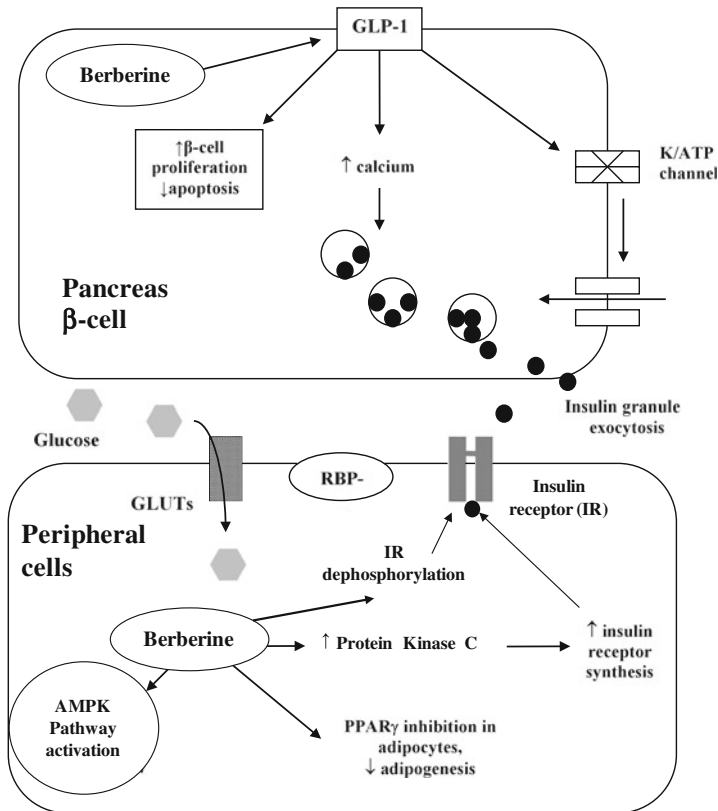 GLP-1
Berberine
↑β-cell
proliferation
↓apoptosis
↑ calcium
K/ATP
channel
Pancreas
β-cell
Insulin granule
exocytosis
Glucose
GLUTs
RBP-
Insulin
receptor (IR)
Peripheral
cells
IR
dephosphorylation
Berberine
↑ Protein Kinase C
↑ insulin
receptor
synthesis
AMPK
Pathway
activation
PPARγ inhibition in
adipocytes,
↓ adipogenesis